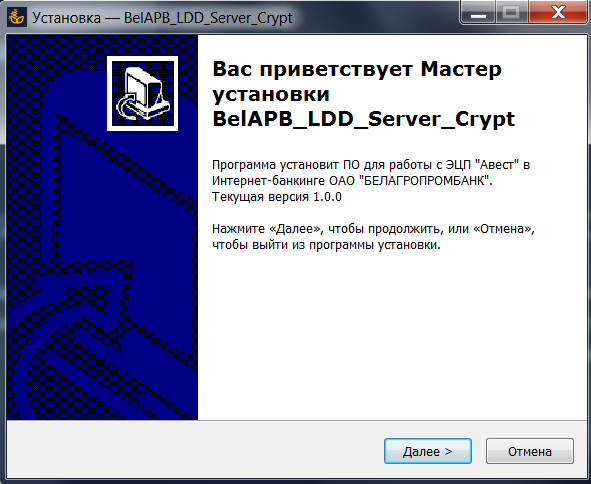 Установка — BelAPB_LDD_Server_Crypt
Вас приветствует Мастер
установки
BelAPB_LDD_Server_Crypt
Программа установит ПО для работы с ЭЦП "Авест" в
Интернет-банкинге ОАО "БЕЛАГРОПРОМБАНК".
Текущая версия 1.0.0
Нажмите «Далее», чтобы продолжить, или «Отмена»,
чтобы выйти из программы установки.
Далее >
Отмена